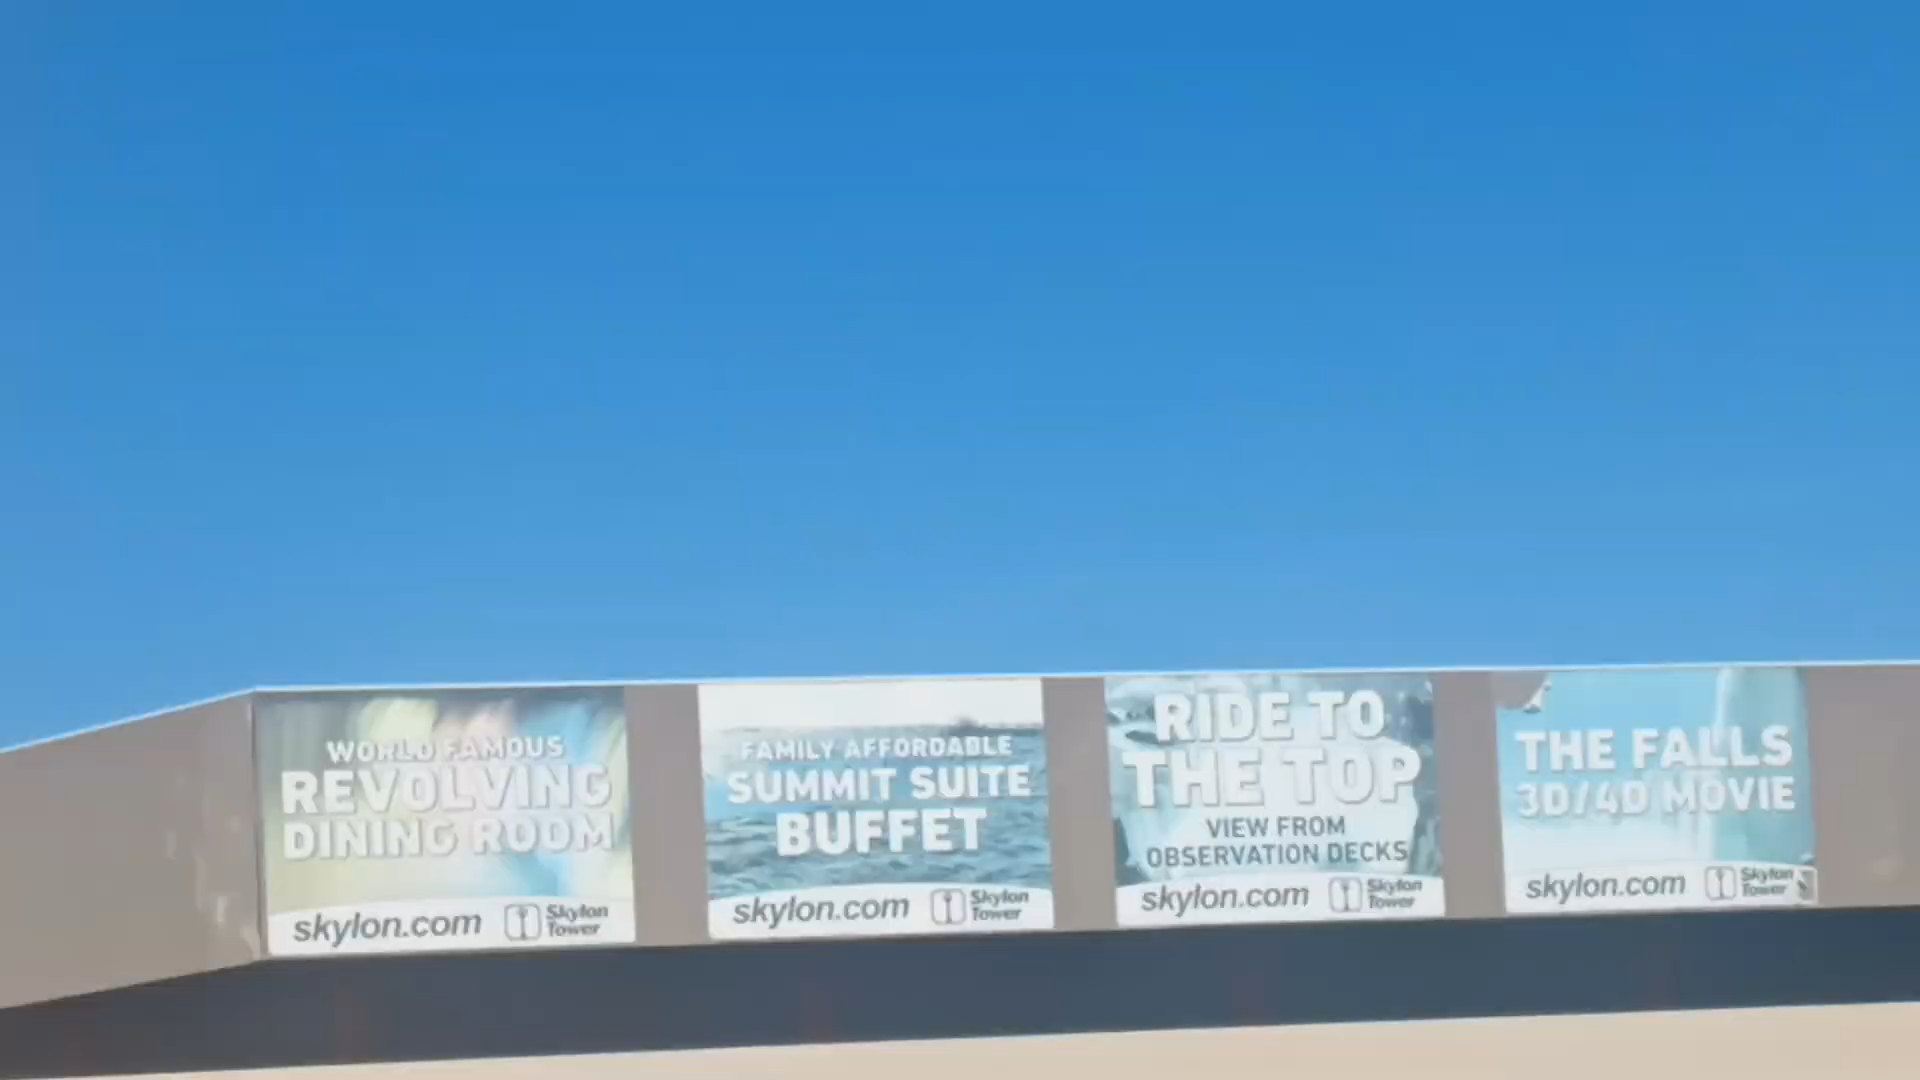 WORLD FAMOUS
REVOLVING
DINING ROOM
skylon.com
Skylon
Tower
FAMILY AFFORDABLE
SUMMIT SUITE
BUFFET
skylon.com
Skylon
Tower
RIDE TO
THE TOP
VIEW FROM
OBSERVATION DECKS
skylon.com
Skylon
Tower
THE FALLS
3D/4D MOVIE
skylon.com
Skylon
Tower